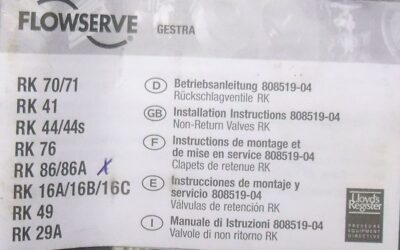 FLOWSERVE GESTRA
RK 70/71
RK 41
RK 44/44s
RK 76
RK 86/86A X
RK 16A/16B/16C
RK 49
RK 29A
D Betriebsanleitung 808519-04
Rückschlagventile RK
GB Installation Instructions 808519-04
Non-Return Valves RK
F Instructions de montage et
de mise en service 808519-04
Clapets de retenue RK
E Instrucciones de montaje y
servicio 808519-04
Válvulas de retención RK
I Manuale di Istruzioni 808519-04
Valvole di non ritorno RK
Lloyd's
Register
PRESSURE
EQUIPMENT
DIRECTIVE